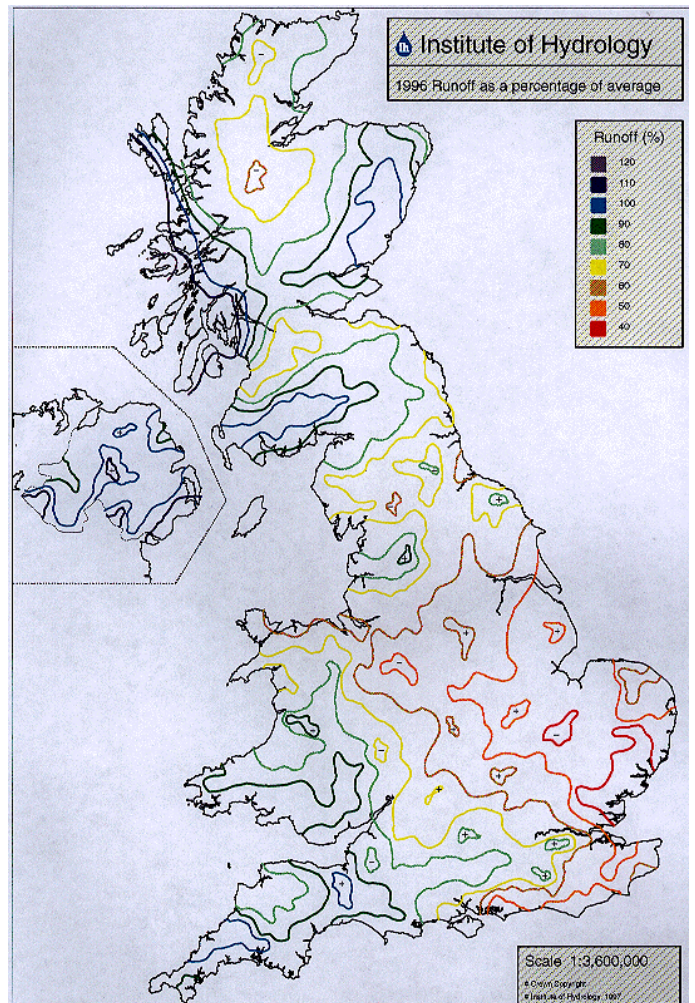 Institute of Hydrology
1996 Runoff as a percentage of average
Runoff (%)
120
110
100
90
80
70
60
50
40
Scale 1:3,600,000
© Crown Copyright
© Institute of Hydrology 1997